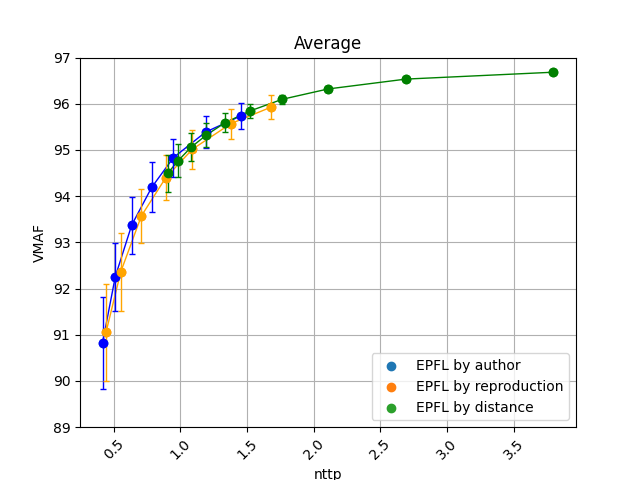 Average
97
96
95
94
93
92
91
90
89
VMAF
0.5
1.0
1.5
2.0
2.5
3.0
3.5
nttp
EPFL by author
EPFL by reproduction
EPFL by distance